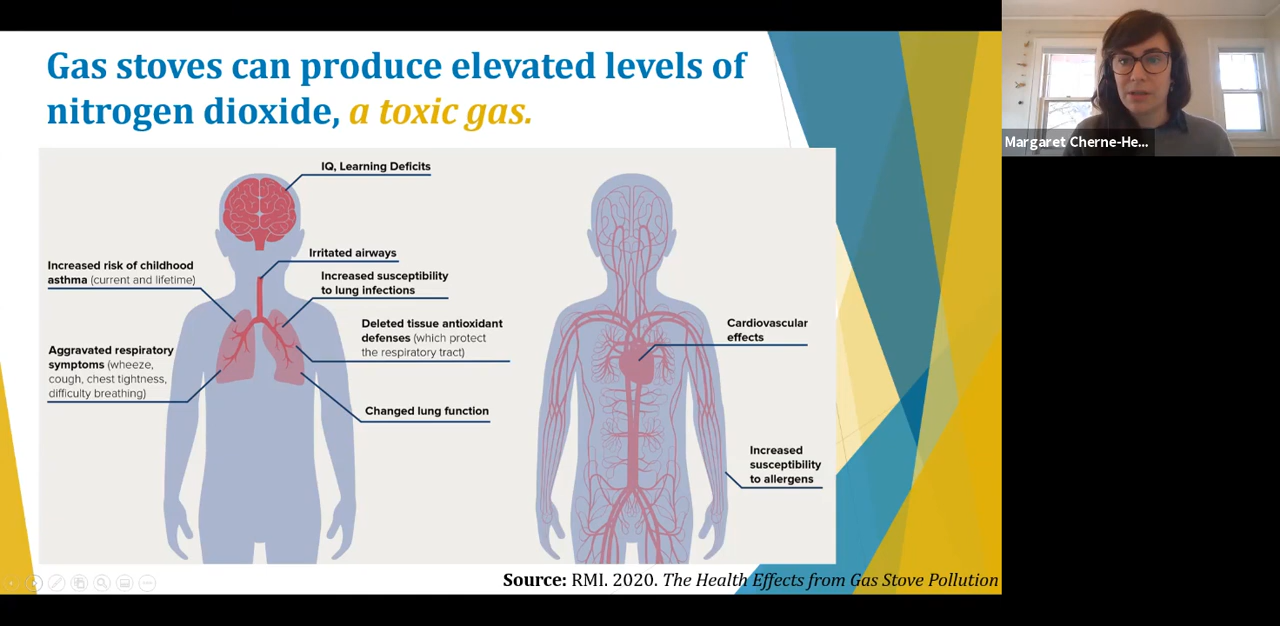 Gas stoves can produce elevated levels of
nitrogen dioxide, a toxic gas.
IQ, Learning Deficits
Irritated airways
Increased risk of childhood
asthma (current and lifetime)
Increased susceptibility
to lung infections
Deleted tissue antioxidant
defenses (which protect
the respiratory tract)
Aggravated respiratory
symptoms (wheeze,
cough, chest tightness,
difficulty breathing)
Changed lung function
Cardiovascular
effects
Increased
susceptibility
to allergens
Source: RMI. 2020. The Health Effects from Gas Stove Pollution
Margaret Cherne-He...